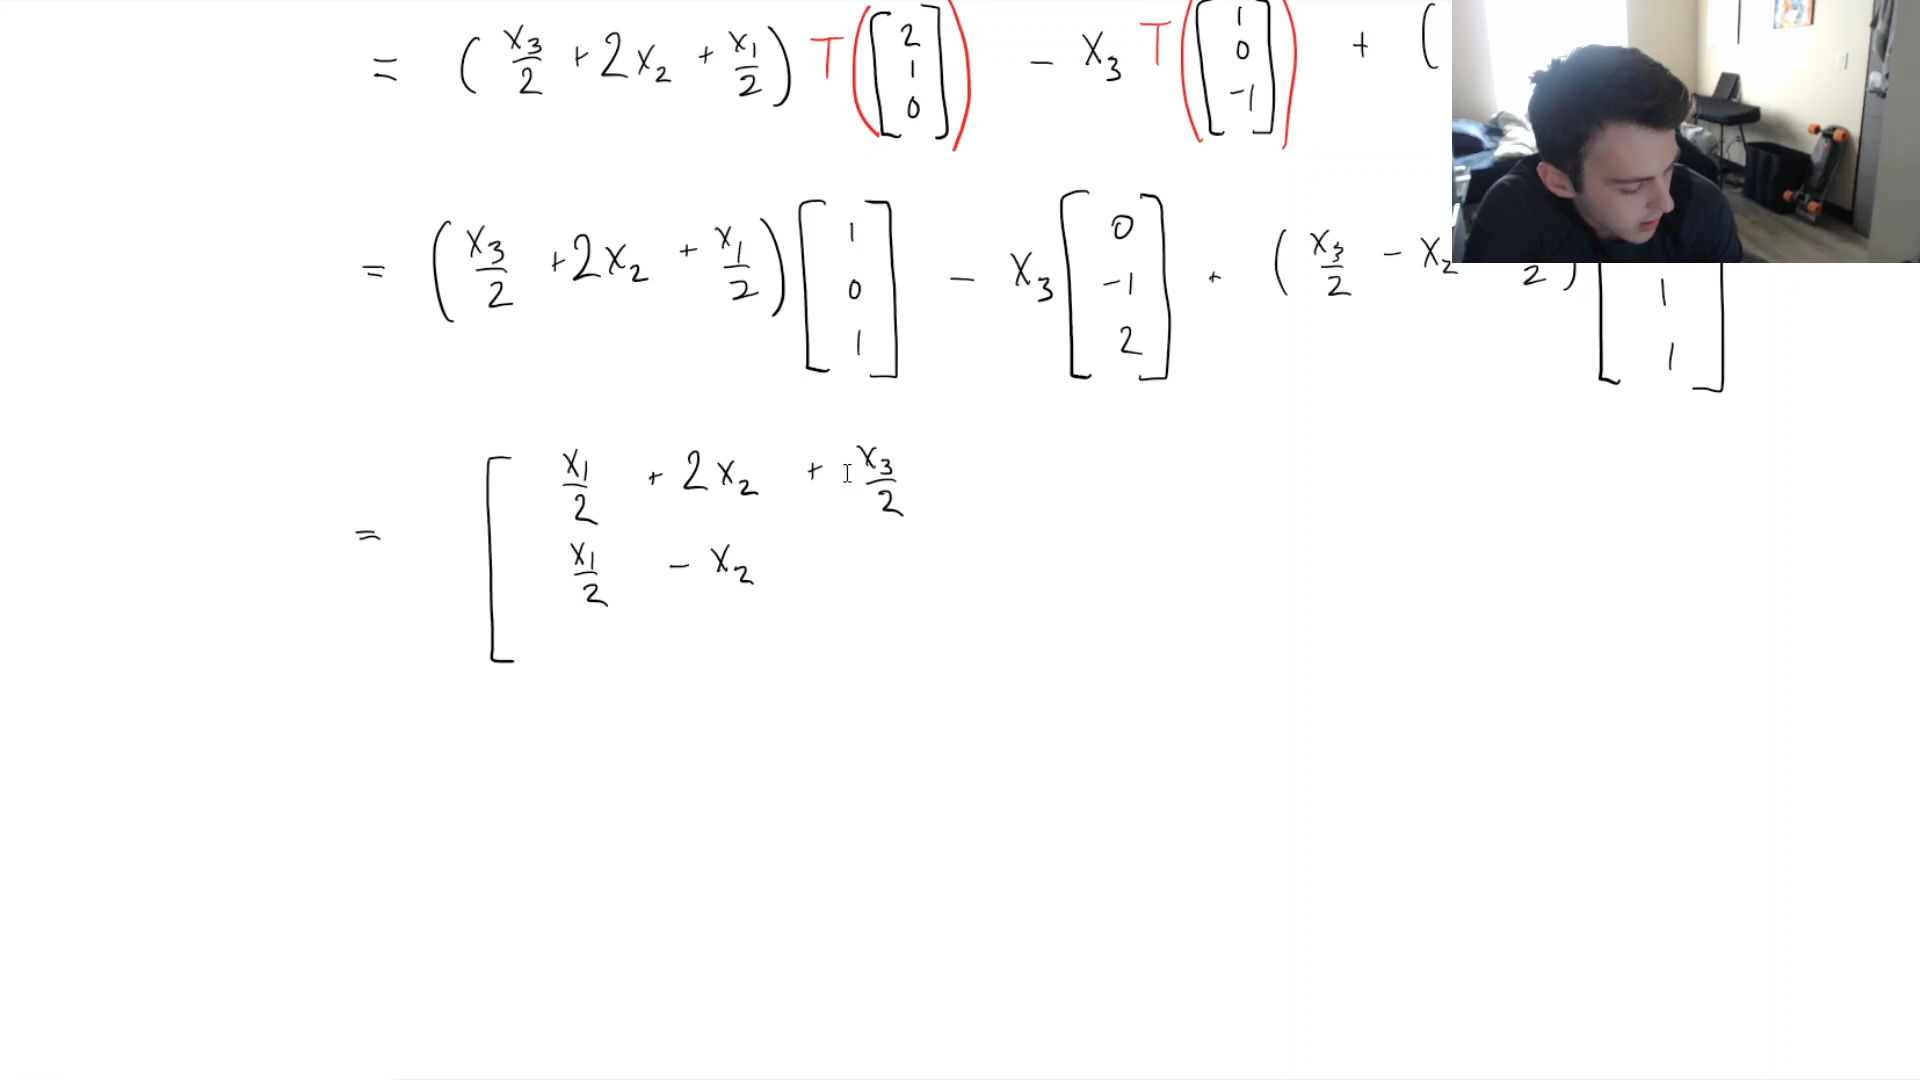 = ( x₃/2 + 2x₂ + x₁/2 ) T( [ 2 1 0 ] ) - x₃ T( [ 1 0 -1 ] ) + (
= ( x₃/2 + 2x₂ + x₁/2 ) [ 1 0 1 ] - x₃ [ 0 -1 2 ] + ( x₃/2 - x₂ 2 ) [ 1 1 ]
= [ x₁/2 + 2x₂ + x₃/2
x₁/2 - x₂